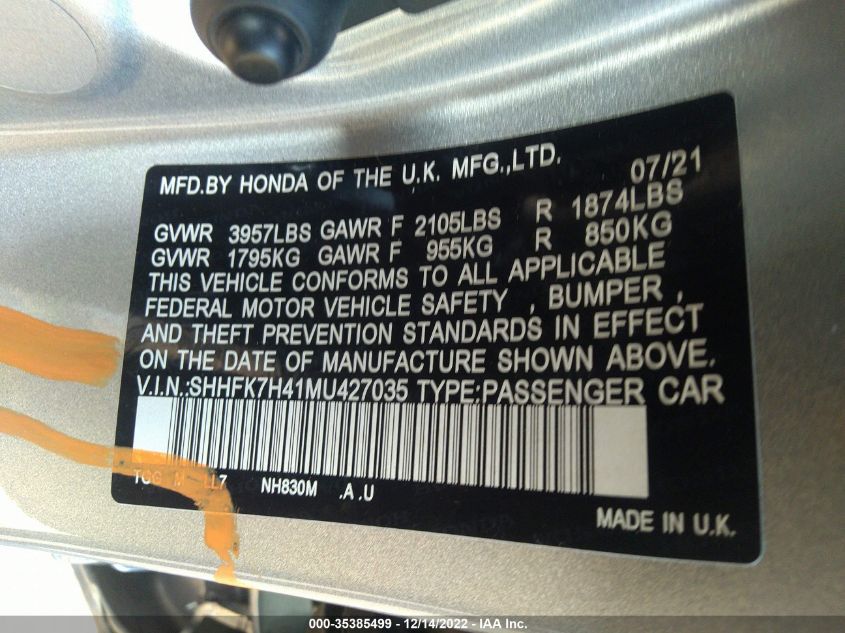 MFD.BY HONDA OF THE U.K. MFG.,LTD. 07/21
GVWR 3957LBS GAWR F 2105LBS R 1874LBS
GVWR 1795KG GAWR F 955KG R 850KG
THIS VEHICLE CONFORMS TO ALL APPLICABLE
FEDERAL MOTOR VEHICLE SAFETY , BUMPER ,
AND THEFT PREVENTION STANDARDS IN EFFECT
ON THE DATE OF MANUFACTURE SHOWN ABOVE.
V.I.N.:SHHFK7H41MU427035 TYPE:PASSENGER CAR
NH830M .A .U
MADE IN U.K.
000-35385499 - 12/14/2022 - IAA Inc.